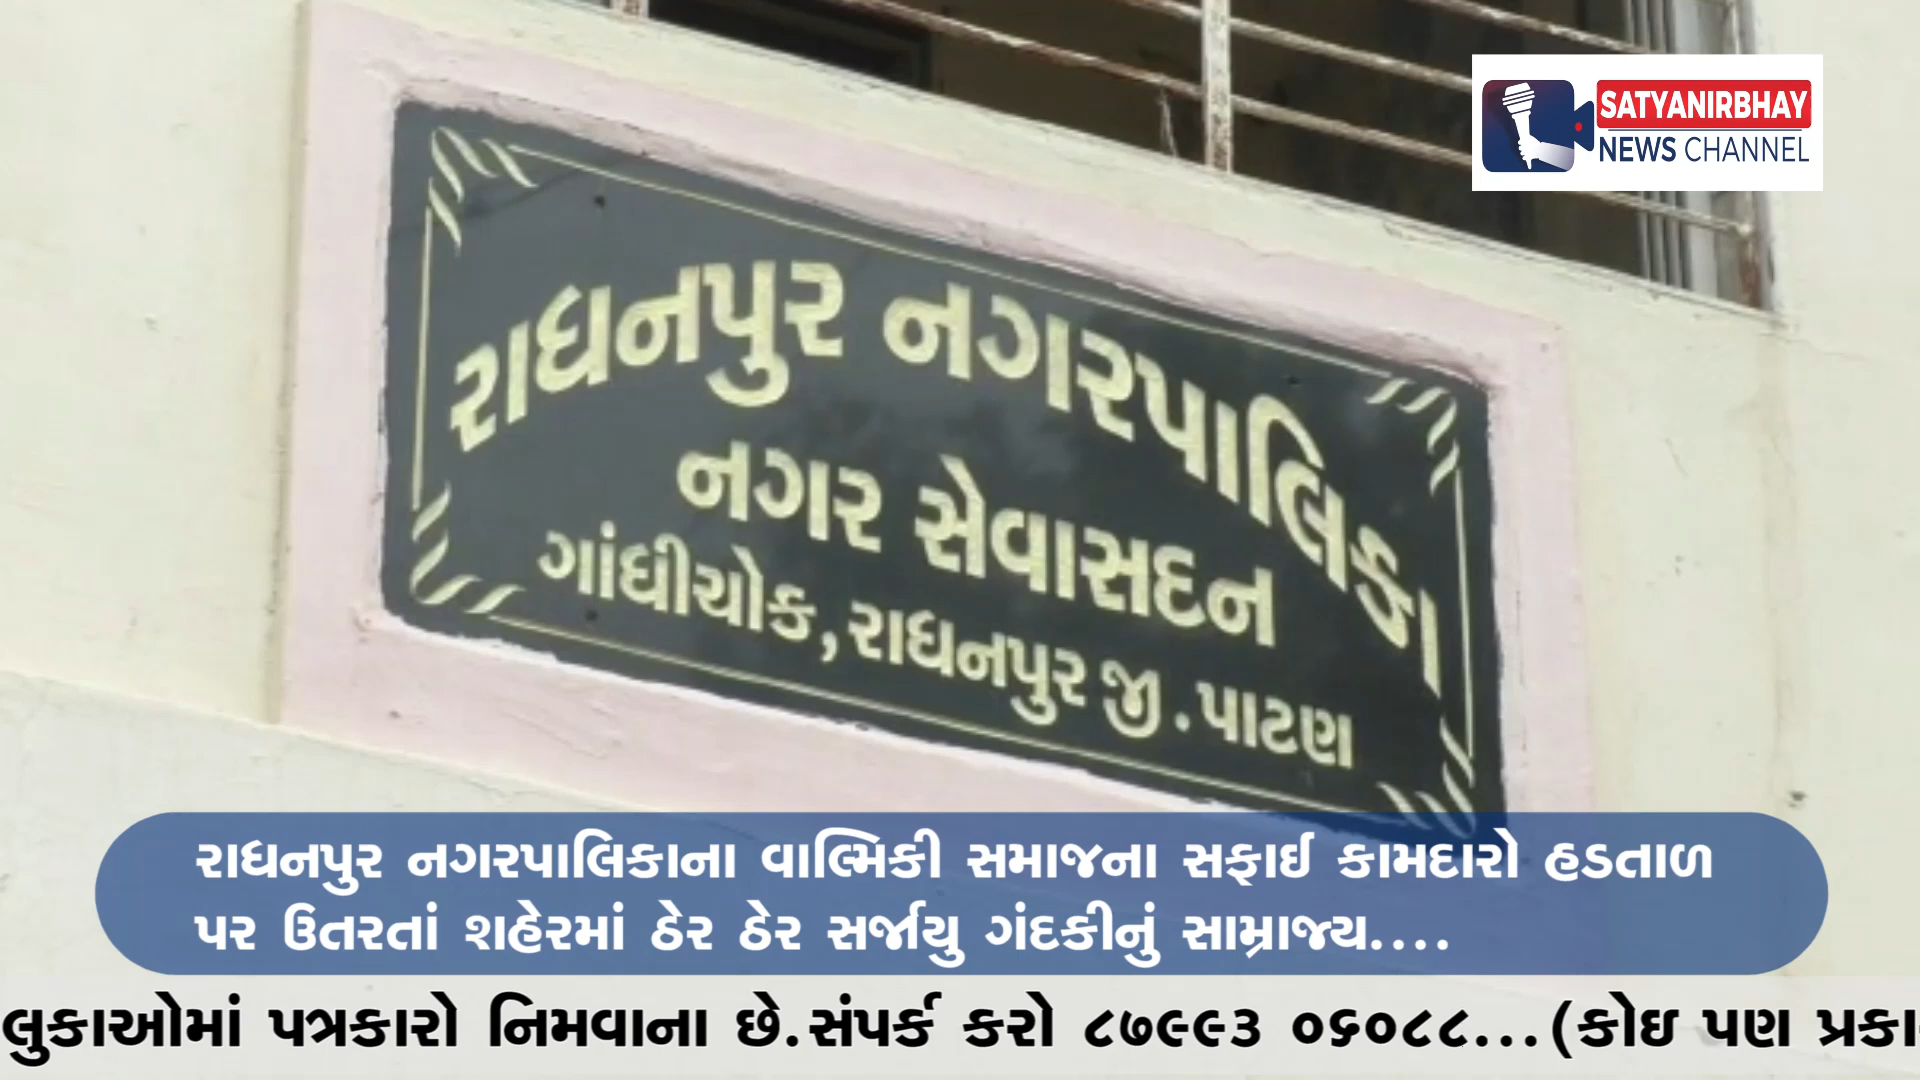 SATYANIRBHAY
NEWS CHANNEL
રાધનપુર નગરપાલિકા
નગર સેવાસદન
ગાંધીચોક, રાધનપુર જી. પાટણ
રાધનપુર નગરપાલિકાના વાલ્મિકી સમાજના સફાઈ કામદારો હડતાળ
પર ઉતરતાં શહેરમાં ઠેર ઠેર સર્જાયુ ગંદકીનું સામ્રાજ્ય....
લુકાઓમાં પત્રકારો નિમવાના છે.સંપર્ક કરો ૮૭૯૯૩ ૦૬૦૮૮...(કોઇ પણ પ્રકા